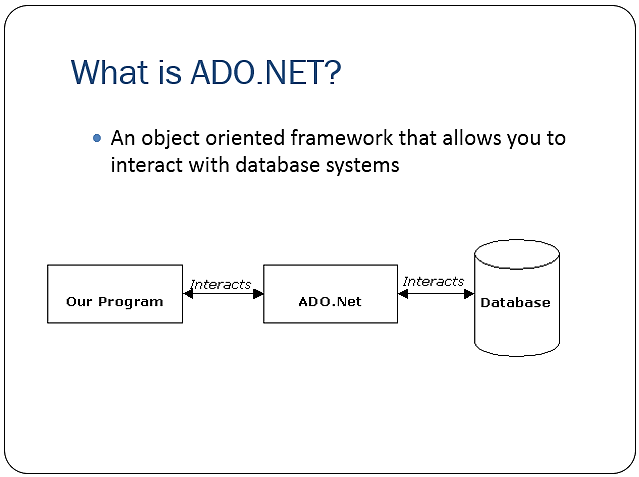 What is ADO.NET?
• An object oriented framework that allows you to
interact with database systems
Our Program
Interacts
ADO.Net
Interacts
Database